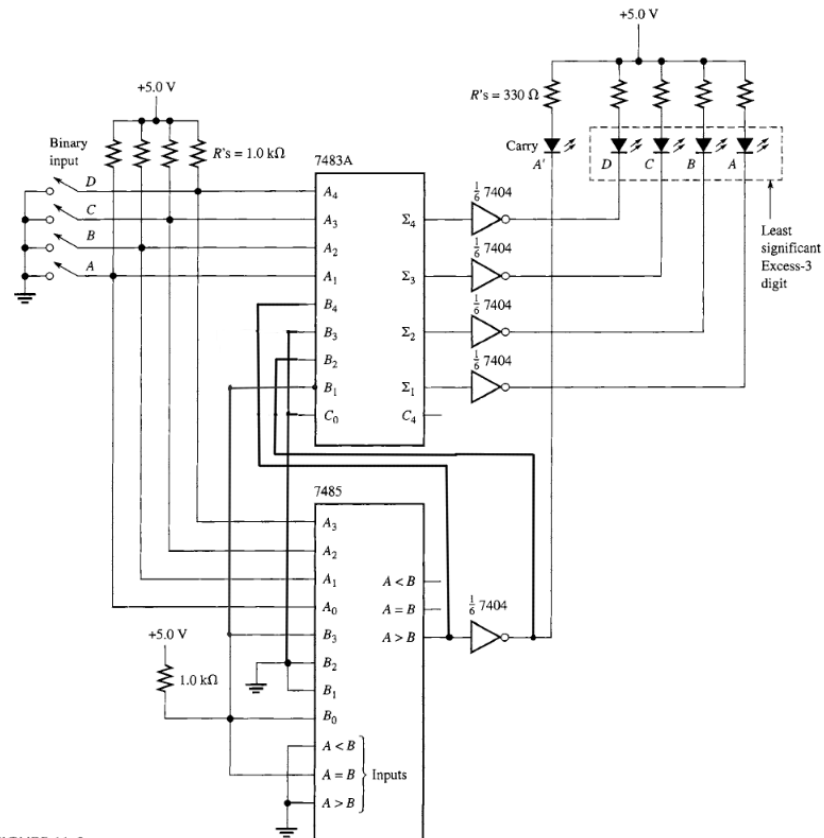 +5.0 V
+5.0 V
R's = 330 Ω
Binary
input
R's = 1.0 kΩ
7483A
Carry
A'
D
C
B
A
D
C
B
A
Least
significant
Excess-3
digit
A₄
A₃
A₂
A₁
B₄
B₃
B₂
B₁
C₀
Σ₄
Σ₃
Σ₂
Σ₁
C₄
1/6 7404
1/6 7404
1/6 7404
1/6 7404
7485
A₃
A₂
A₁
A₀
B₃
B₂
B₁
B₀
A < B
A = B
A > B
1/6 7404
+5.0 V
1.0 kΩ
A < B
A = B
A > B
Inputs